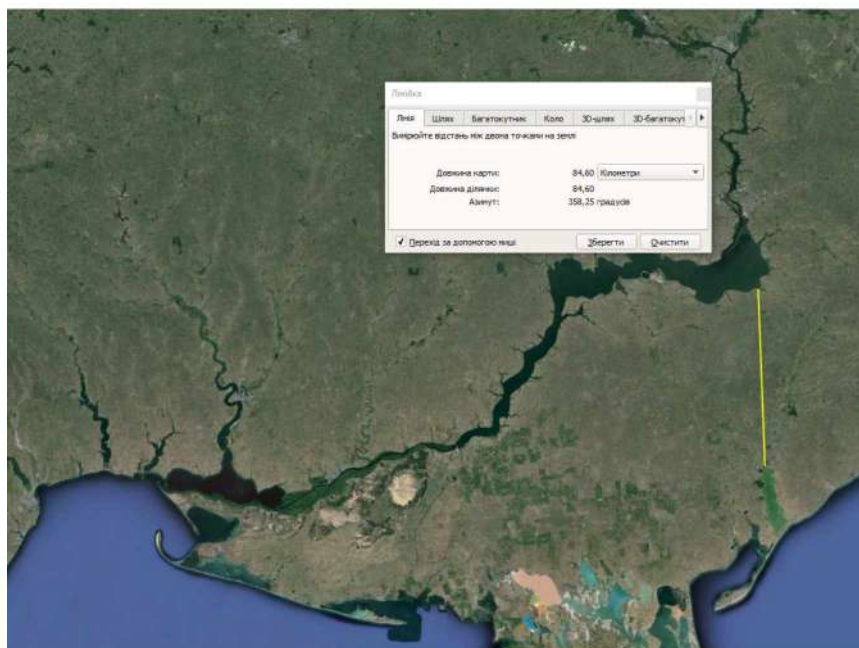 Лінійка
Лінія Шлях Багатокутник Коло 3D-шлях 3D-багатокут
Виміряйте відстань між двома точками на землі
Довжина карти: 84,60 Кілометри
Довжина ділянки: 84,60
Азимут: 358,25 градусів
Перехід за допомогою миші Зберегти Очистити